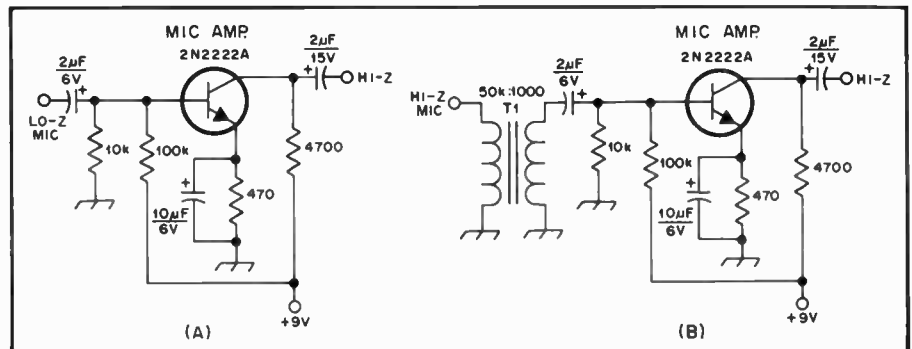 MIC AMP.
2N2222A
2µF
6V
+
LO-Z
MIC
10k
100k
+
10µF
6V
470
4700
+
2µF
15V
HI-Z
+9V
(A)
MIC AMP.
2N2222A
HI-Z
MIC
50k:1000
T1
2µF
6V
+
10k
100k
+
10µF
6V
470
4700
+
2µF
15V
HI-Z
+9V
(B)